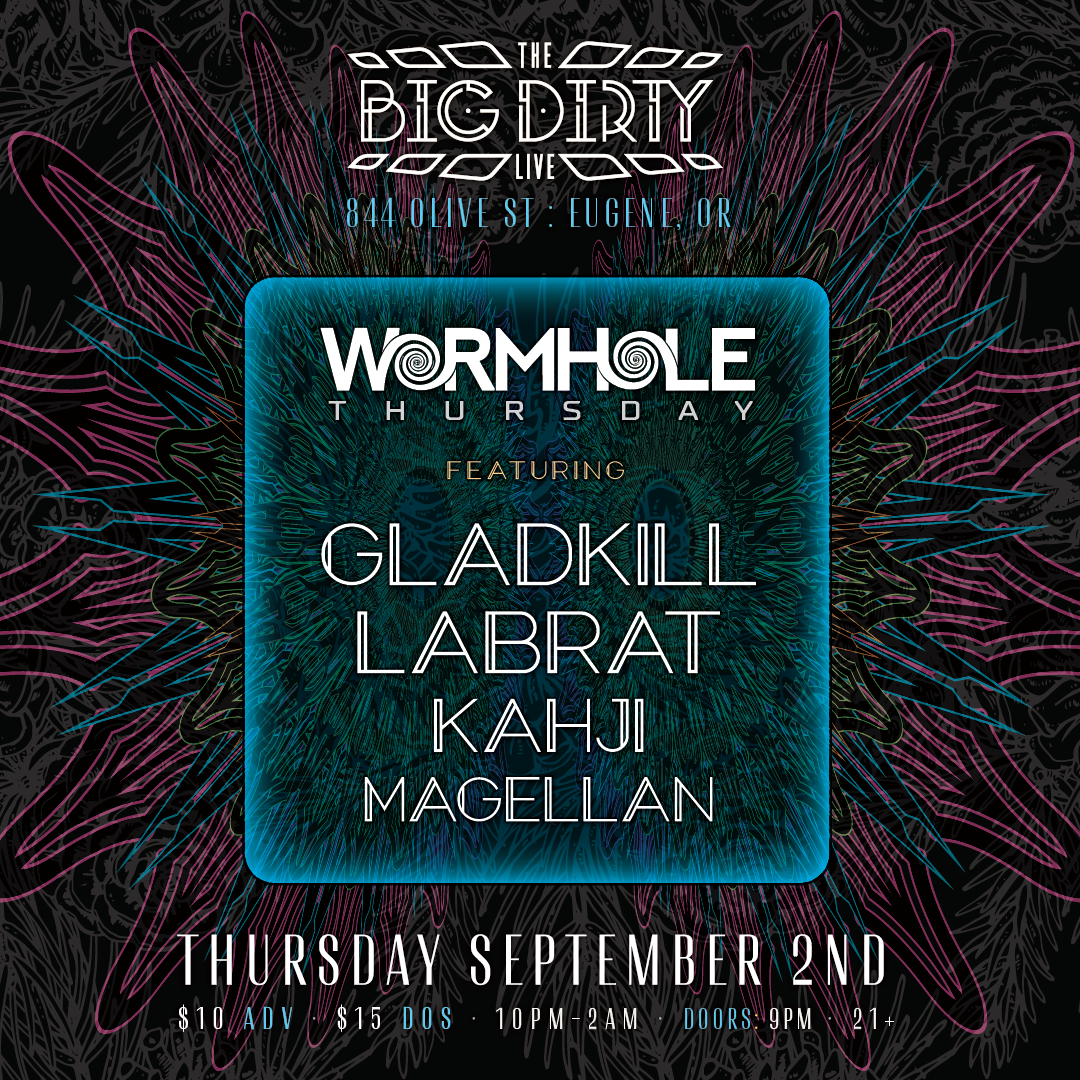 THE
BIG DIRTY
LIVE
844 OLIVE ST : EUGENE, OR
WORMHOLE
THURSDAY
FEATURING
GLADKILL
LABRAT
KAHJI
MAGELLAN
THURSDAY SEPTEMBER 2ND
$10 ADV · $15 DOS · 10PM-2AM · DOORS: 9PM · 21+